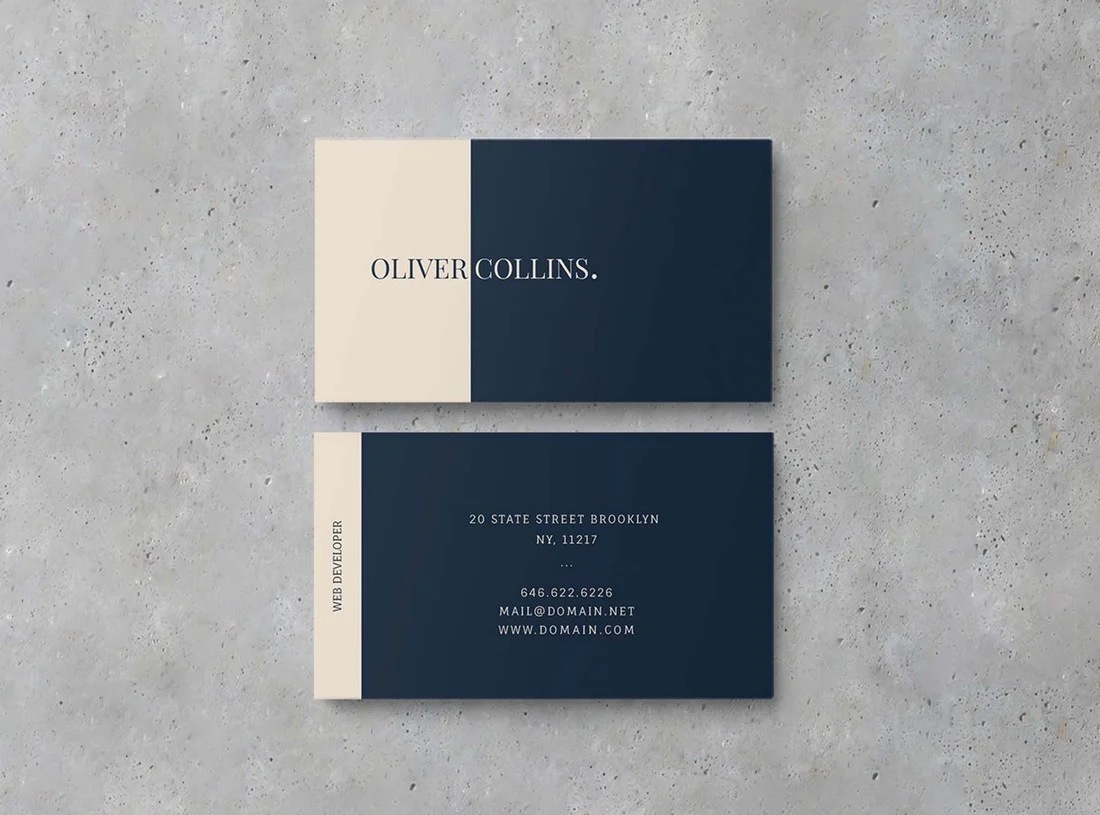 OLIVER COLLINS.
WEB DEVELOPER
20 STATE STREET BROOKLYN
NY, 11217
...
646.622.6226
MAIL@DOMAIN.NET
WWW.DOMAIN.COM